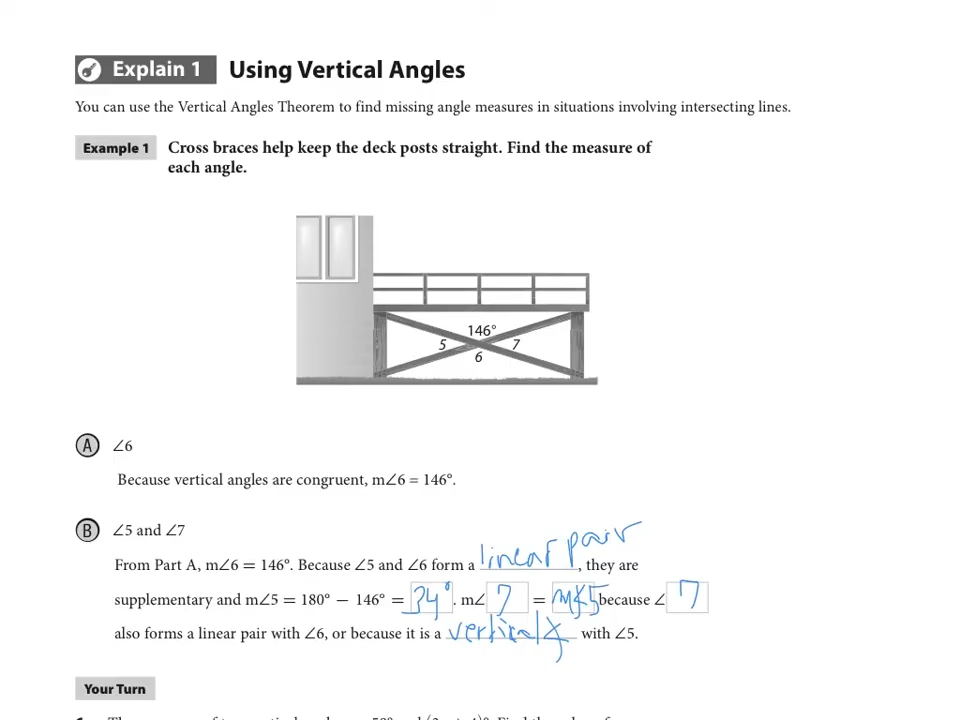 Explain 1 Using Vertical Angles
You can use the Vertical Angles Theorem to find missing angle measures in situations involving intersecting lines.
Example 1 Cross braces help keep the deck posts straight. Find the measure of
each angle.
146°
5 7
6
A ∠6
Because vertical angles are congruent, m∠6 = 146°.
B ∠5 and ∠7
From Part A, m∠6 = 146°. Because ∠5 and ∠6 form a linear pair, they are
supplementary and m∠5 = 180° − 146° = 34°. m∠ 7 = m∠5 because ∠ 7
also forms a linear pair with ∠6, or because it is a vertical ∠ with ∠5.
Your Turn